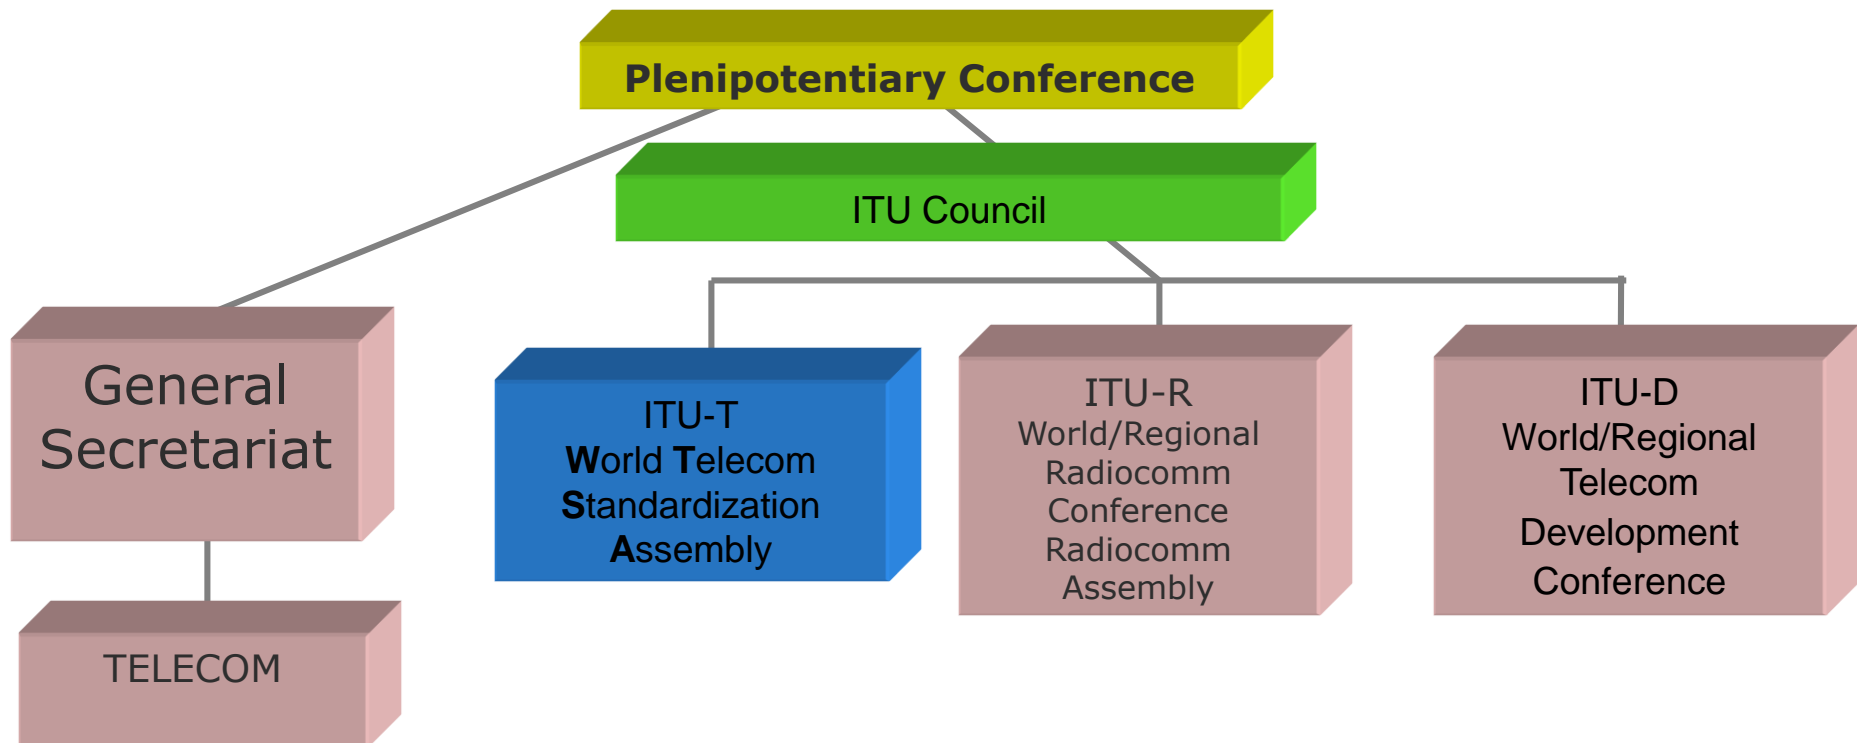 Plenipotentiary Conference
ITU Council
General
Secretariat
TELECOM
ITU-T
World Telecom
Standardization
Assembly
ITU-R
World/Regional
Radiocomm
Conference
Radiocomm
Assembly
ITU-D
World/Regional
Telecom
Development
Conference